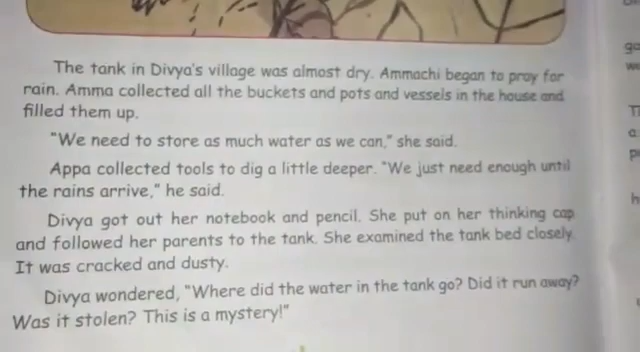 The tank in Divya's village was almost dry. Ammachi began to pray for
rain. Amma collected all the buckets and pots and vessels in the house and
filled them up.
"We need to store as much water as we can," she said.
Appa collected tools to dig a little deeper. "We just need enough until
the rains arrive," he said.
Divya got out her notebook and pencil. She put on her thinking cap
and followed her parents to the tank. She examined the tank bed closely.
It was cracked and dusty.
Divya wondered, "Where did the water in the tank go? Did it run away?
Was it stolen? This is a mystery!"